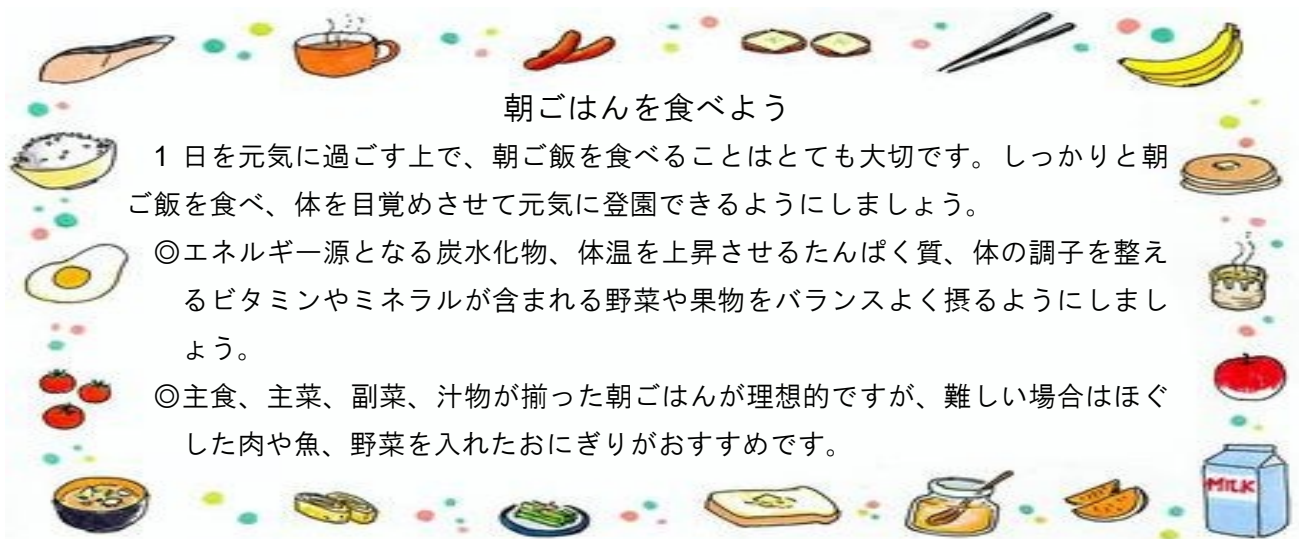 朝ごはんを食べよう
1 日を元気に過ごす上で、朝ご飯を食べることはとても大切です。しっかりと朝
ご飯を食べ、体を目覚めさせて元気に登園できるようにしましょう。
◎エネルギー源となる炭水化物、体温を上昇させるたんぱく質、体の調子を整え
るビタミンやミネラルが含まれる野菜や果物をバランスよく摂るようにしまし
ょう。
◎主食、主菜、副菜、汁物が揃った朝ごはんが理想的ですが、難しい場合はほぐ
した肉や魚、野菜を入れたおにぎりがおすすめです。
MILK